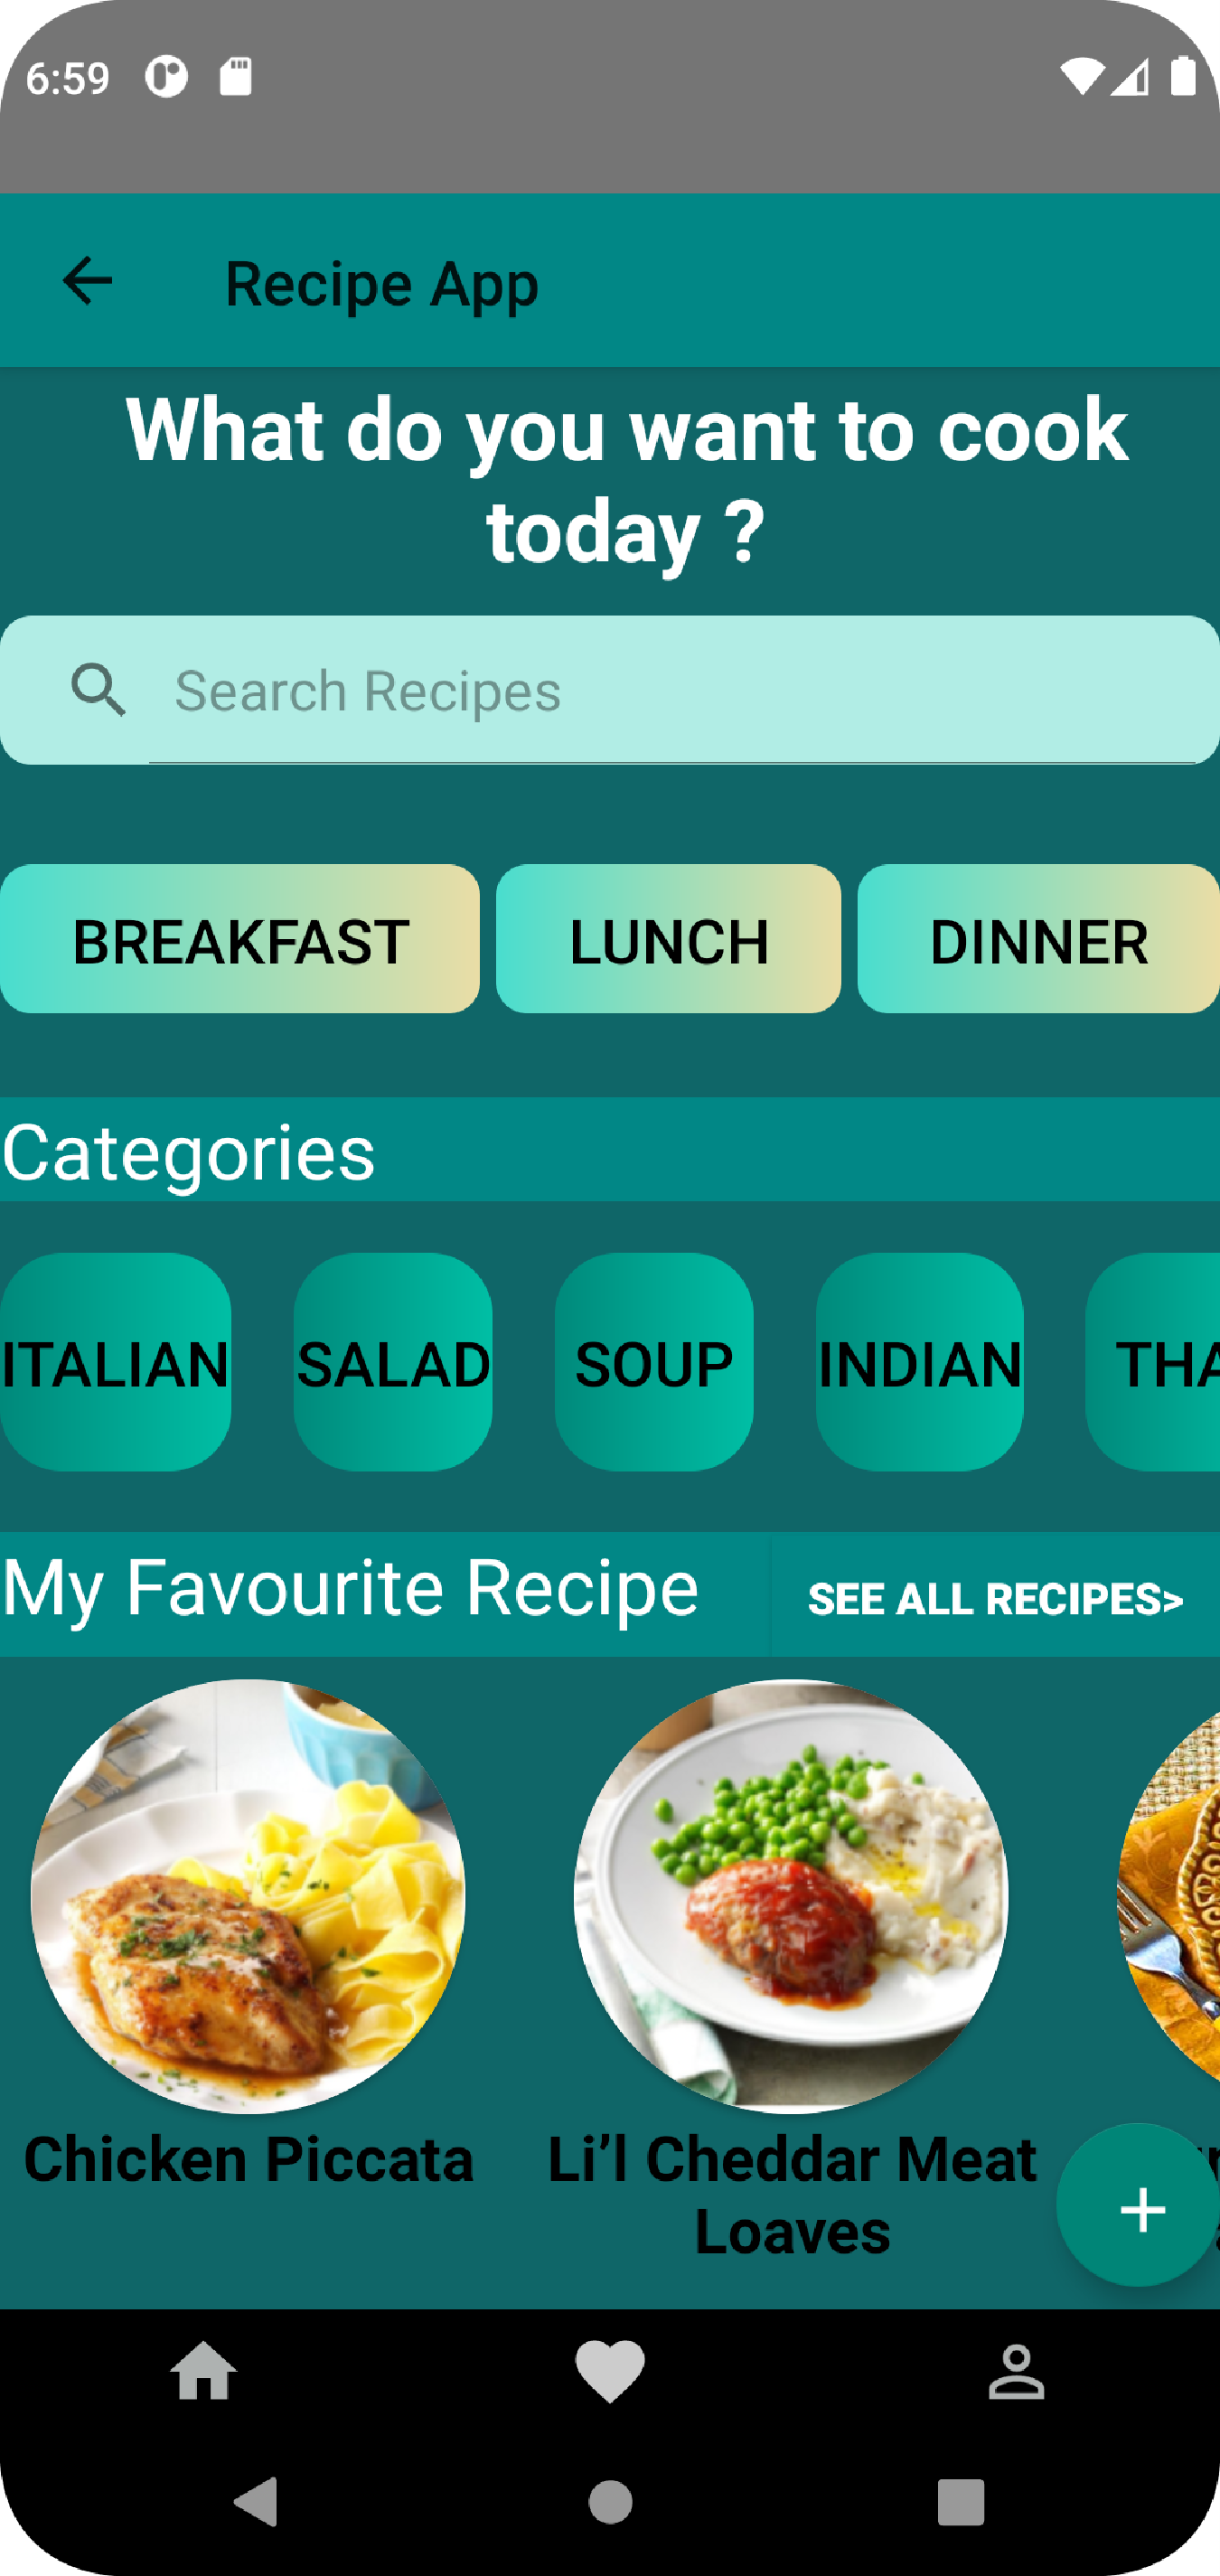 6:59
Recipe App
What do you want to cook
today ?
Search Recipes
BREAKFAST LUNCH DINNER
Categories
ITALIAN SALAD SOUP INDIAN THA
My Favourite Recipe SEE ALL RECIPES>
Chicken Piccata Li’l Cheddar Meat
Loaves